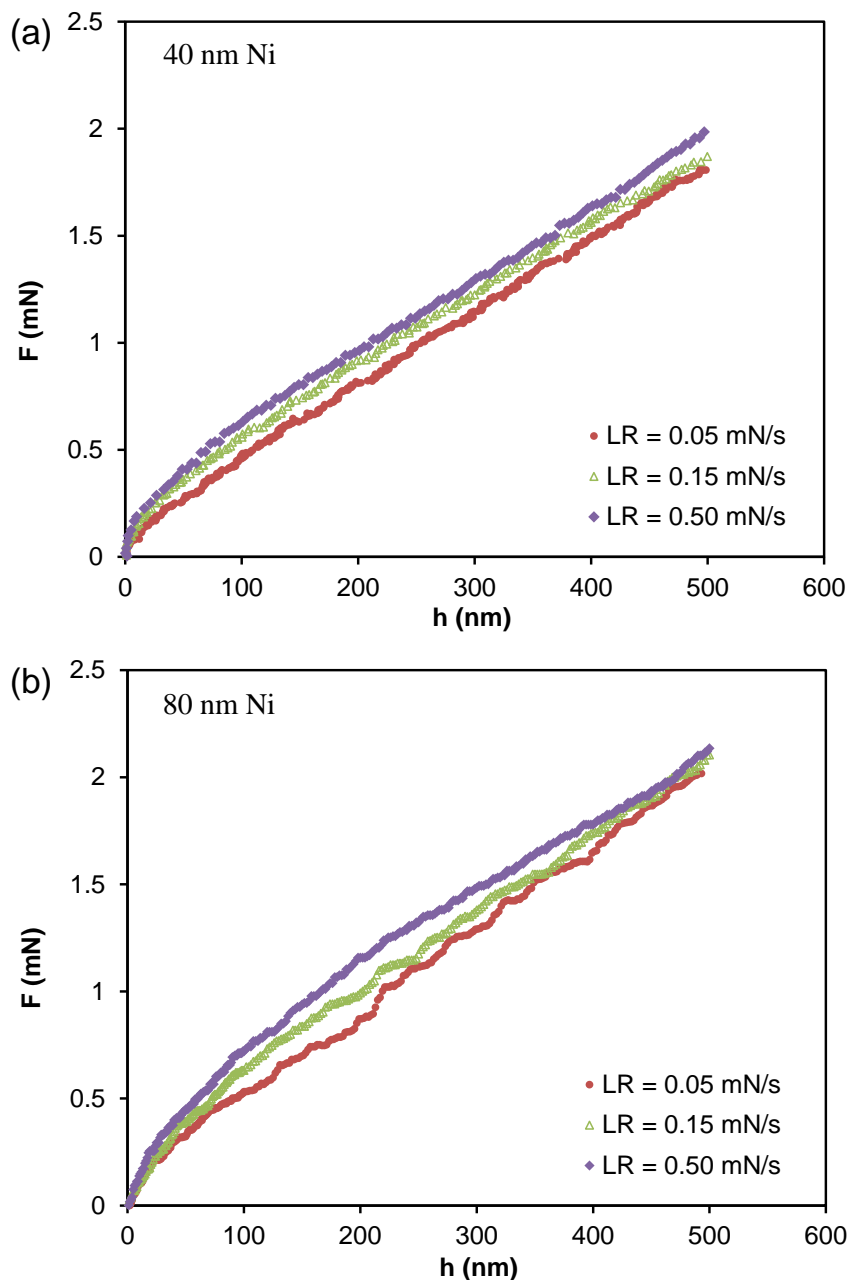 (a)
40 nm Ni
2.5
2
1.5
1
0.5
0
F (mN)
LR = 0.05 mN/s
LR = 0.15 mN/s
LR = 0.50 mN/s
0 100 200 300 400 500 600
h (nm)
(b)
80 nm Ni
2.5
2
1.5
1
0.5
0
F (mN)
LR = 0.05 mN/s
LR = 0.15 mN/s
LR = 0.50 mN/s
0 100 200 300 400 500 600
h (nm)